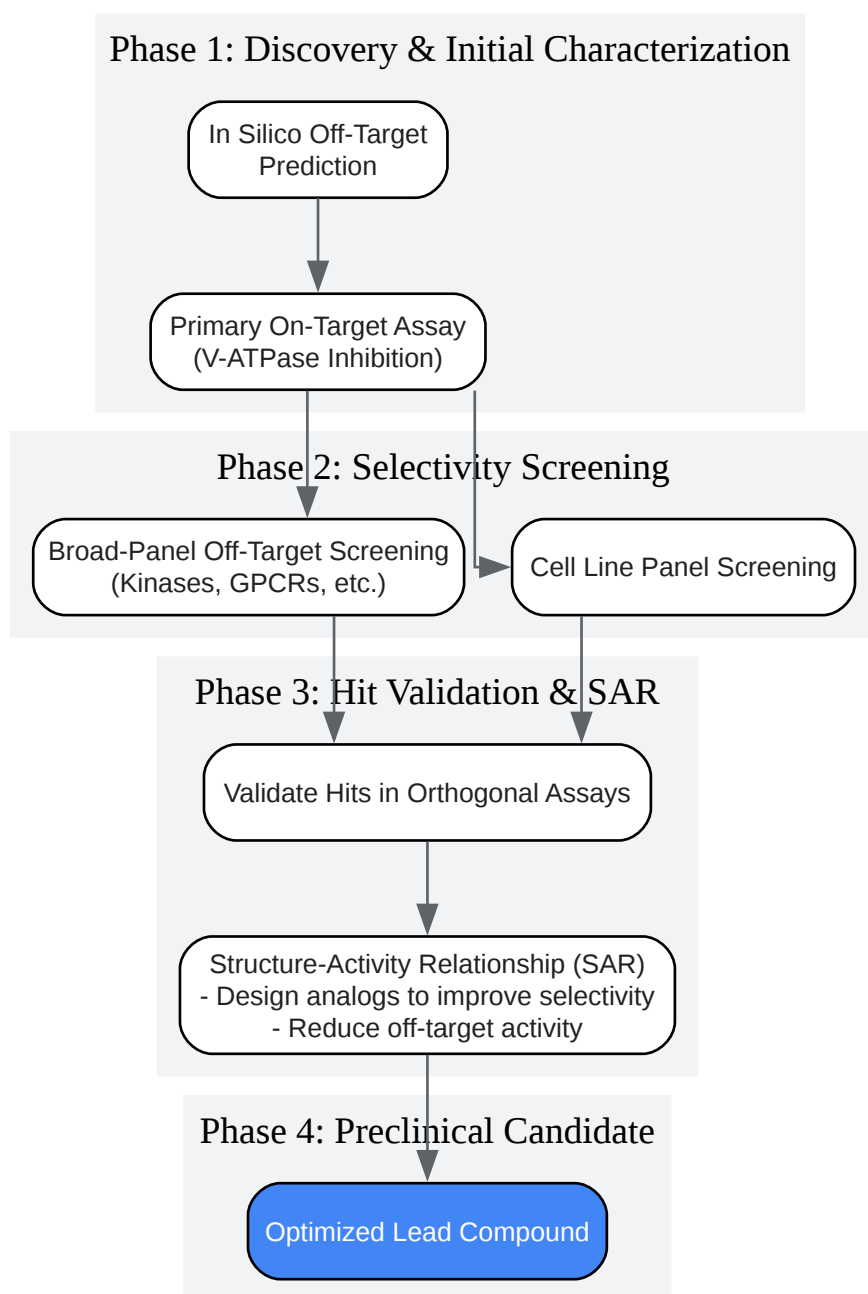 Phase 1: Discovery & Initial Characterization
In Silico Off-Target
Prediction
Primary On-Target Assay
(V-ATPase Inhibition)
Phase 2: Selectivity Screening
Broad-Panel Off-Target Screening
(Kinases, GPCRs, etc.)
Cell Line Panel Screening
Phase 3: Hit Validation & SAR
Validate Hits in Orthogonal Assays
Structure-Activity Relationship (SAR)
- Design analogs to improve selectivity
- Reduce off-target activity
Phase 4: Preclinical Candidate
Optimized Lead Compound